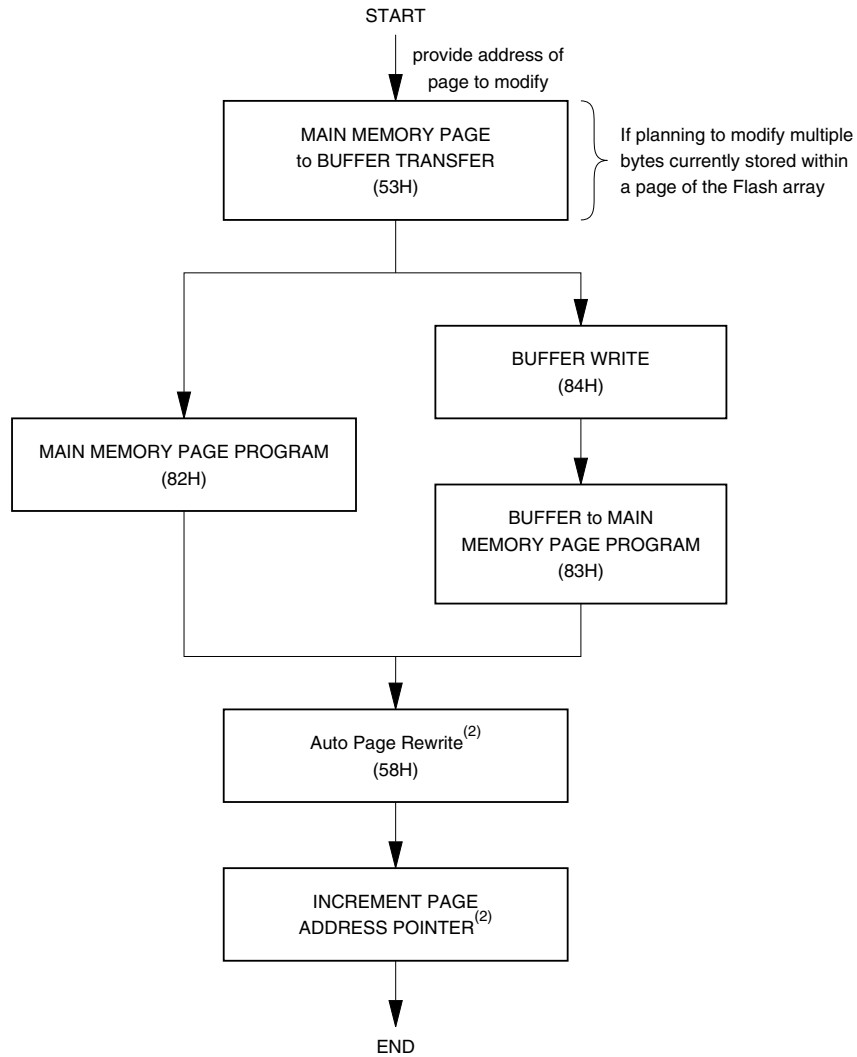 START
provide address of
page to modify
MAIN MEMORY PAGE
to BUFFER TRANSFER
(53H)
If planning to modify multiple
bytes currently stored within
a page of the Flash array
BUFFER WRITE
(84H)
MAIN MEMORY PAGE PROGRAM
(82H)
BUFFER to MAIN
MEMORY PAGE PROGRAM
(83H)
Auto Page Rewrite(2)
(58H)
INCREMENT PAGE
ADDRESS POINTER(2)
END